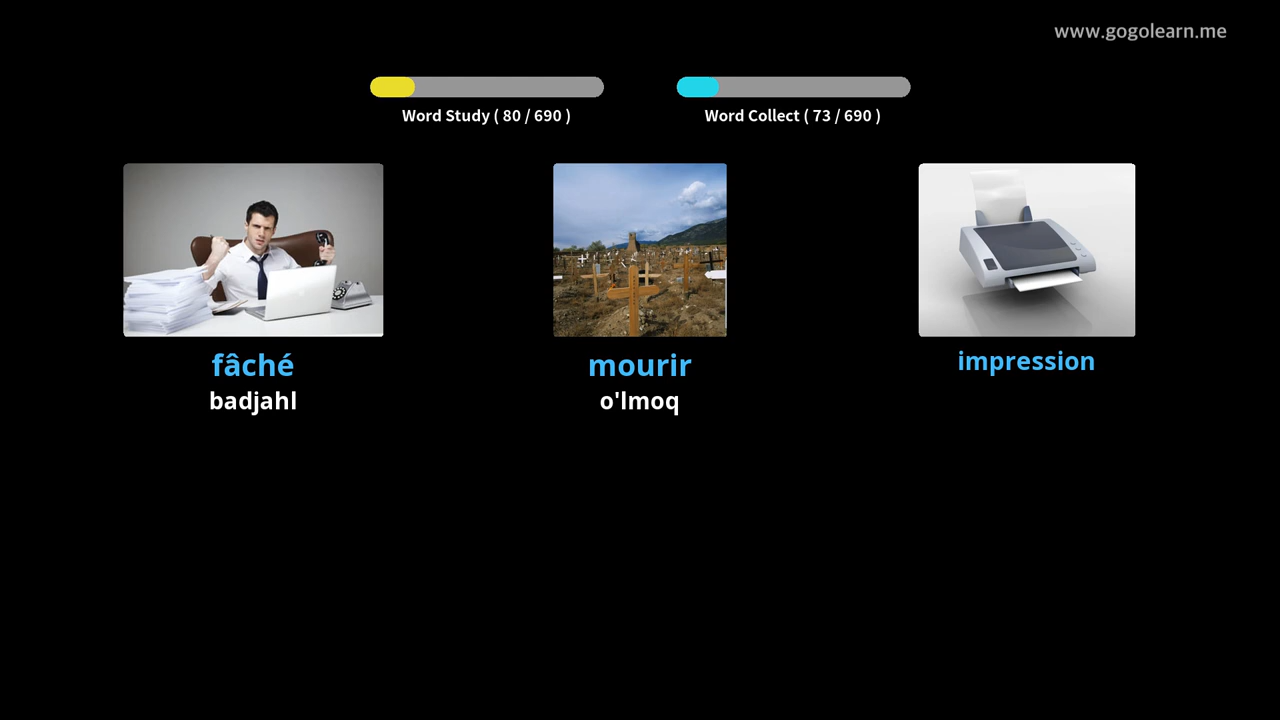 www.gogolearn.me
Word Study ( 80 / 690 )
Word Collect ( 73 / 690 )
fâché
badjahl
mourir
o'lmoq
impression